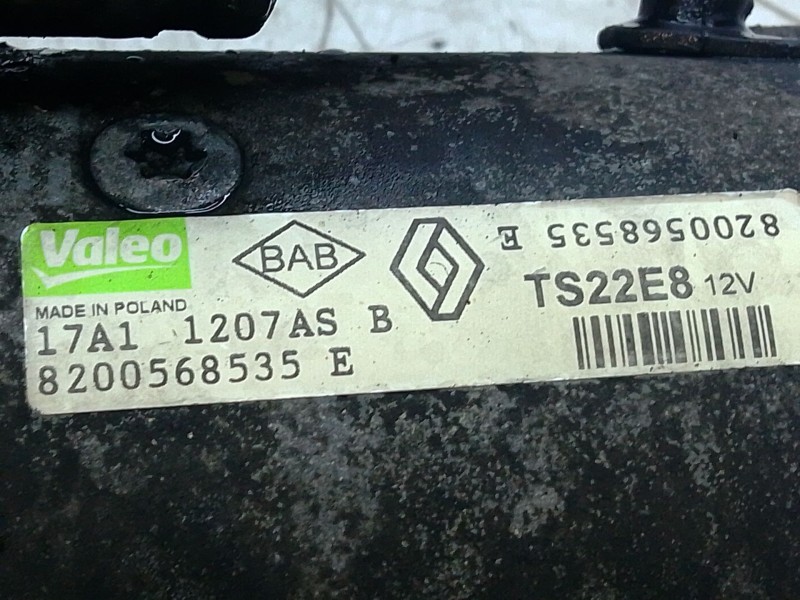 Valeo
MADE IN POLAND
17A1 1207AS B
8200568535 E
BAB
8200568535 E
TS22E8 12V